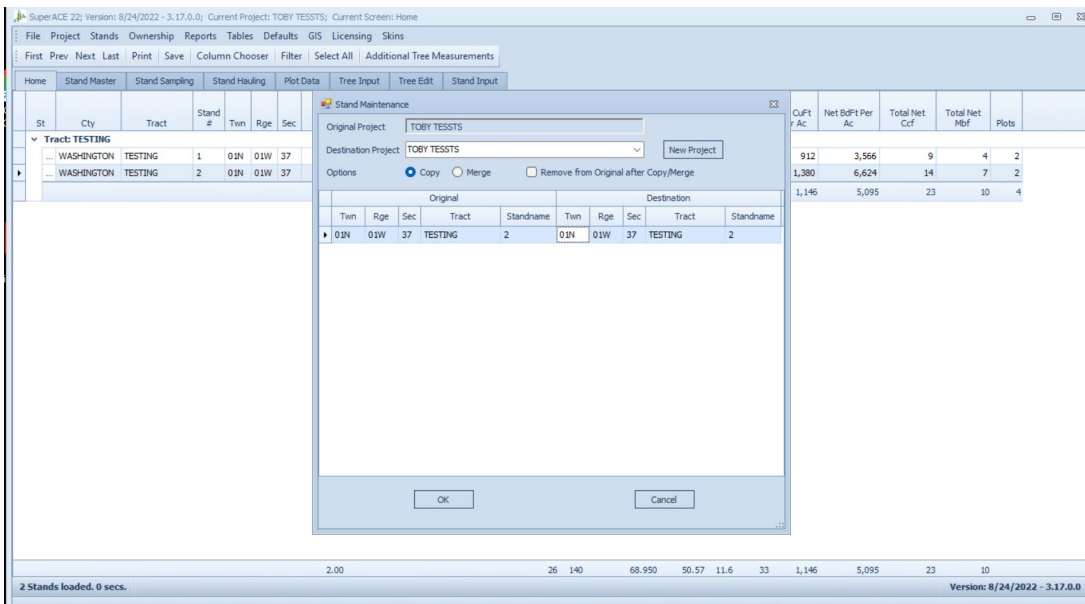 SuperACE 22; Version: 8/24/2022 - 3.17.0.0; Current Project: TOBY TESSTS; Current Screen: Home
File Project Stands Ownership Reports Tables Defaults GIS Licensing Skins
First Prev Next Last Print Save Column Chooser Filter Select All Additional Tree Measurements
Home Stand Master Stand Sampling Stand Hauling Plot Data Tree Input Tree Edit Stand Input
St Cty Tract Stand # Twn Rge Sec CuFt r Ac Net BdFt Per Ac Total Net Ccf Total Net Mbf Plots
Tract: TESTING
... WASHINGTON TESTING 1 01N 01W 37 912 3,566 9 4 2
... WASHINGTON TESTING 2 01N 01W 37 1,380 6,624 14 7 2
1,146 5,095 23 10 4
Stand Maintenance
Original Project TOBY TESSTS
Destination Project TOBY TESSTS New Project
Options Copy Merge Remove from Original after Copy/Merge
Original Destination
Twn Rge Sec Tract Standname Twn Rge Sec Tract Standname
01N 01W 37 TESTING 2 01N 01W 37 TESTING 2
OK Cancel
2.00 26 140 68.950 50.57 11.6 33 1,146 5,095 23 10
2 Stands loaded. 0 secs. Version: 8/24/2022 - 3.17.0.0